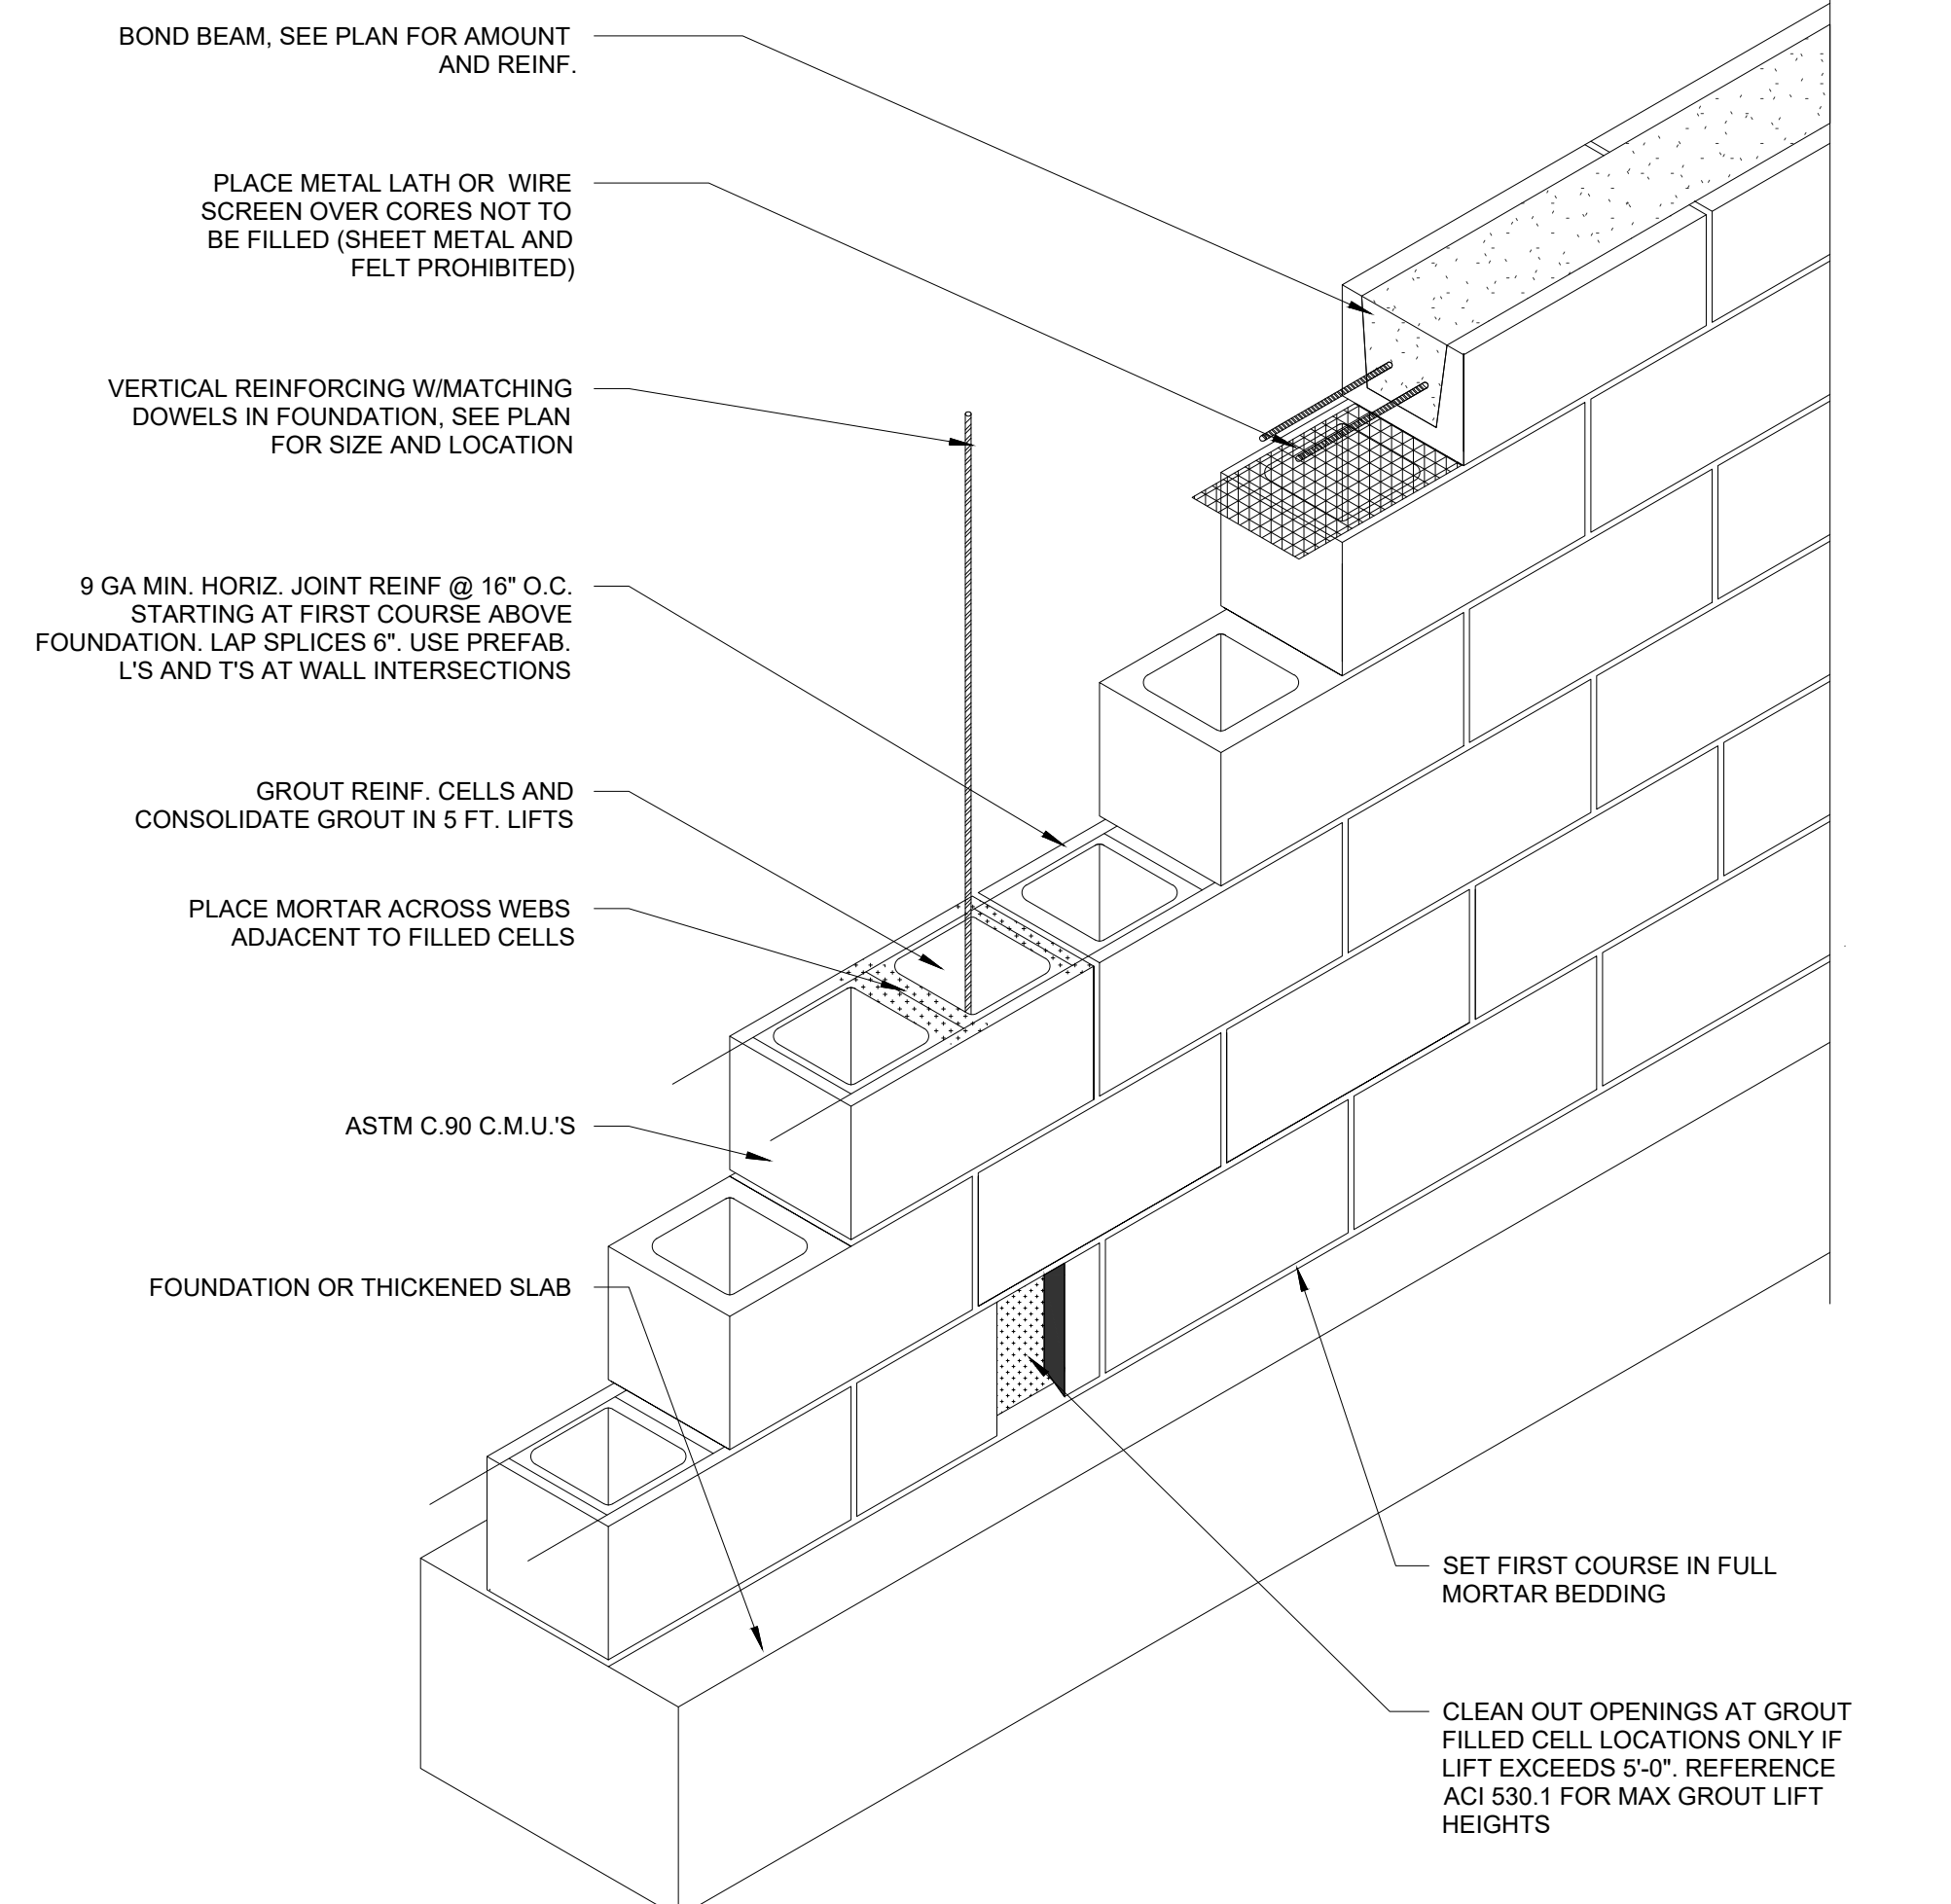 BOND BEAM, SEE PLAN FOR AMOUNT
AND REINF.
PLACE METAL LATH OR WIRE
SCREEN OVER CORES NOT TO
BE FILLED (SHEET METAL AND
FELT PROHIBITED)
VERTICAL REINFORCING W/MATCHING
DOWELS IN FOUNDATION, SEE PLAN
FOR SIZE AND LOCATION
9 GA MIN. HORIZ. JOINT REINF @ 16" O.C.
STARTING AT FIRST COURSE ABOVE
FOUNDATION. LAP SPLICES 6". USE PREFAB.
L'S AND T'S AT WALL INTERSECTIONS
GROUT REINF. CELLS AND
CONSOLIDATE GROUT IN 5 FT. LIFTS
PLACE MORTAR ACROSS WEBS
ADJACENT TO FILLED CELLS
ASTM C.90 C.M.U.'S
FOUNDATION OR THICKENED SLAB
SET FIRST COURSE IN FULL
MORTAR BEDDING
CLEAN OUT OPENINGS AT GROUT
FILLED CELL LOCATIONS ONLY IF
LIFT EXCEEDS 5'-0". REFERENCE
ACI 530.1 FOR MAX GROUT LIFT
HEIGHTS